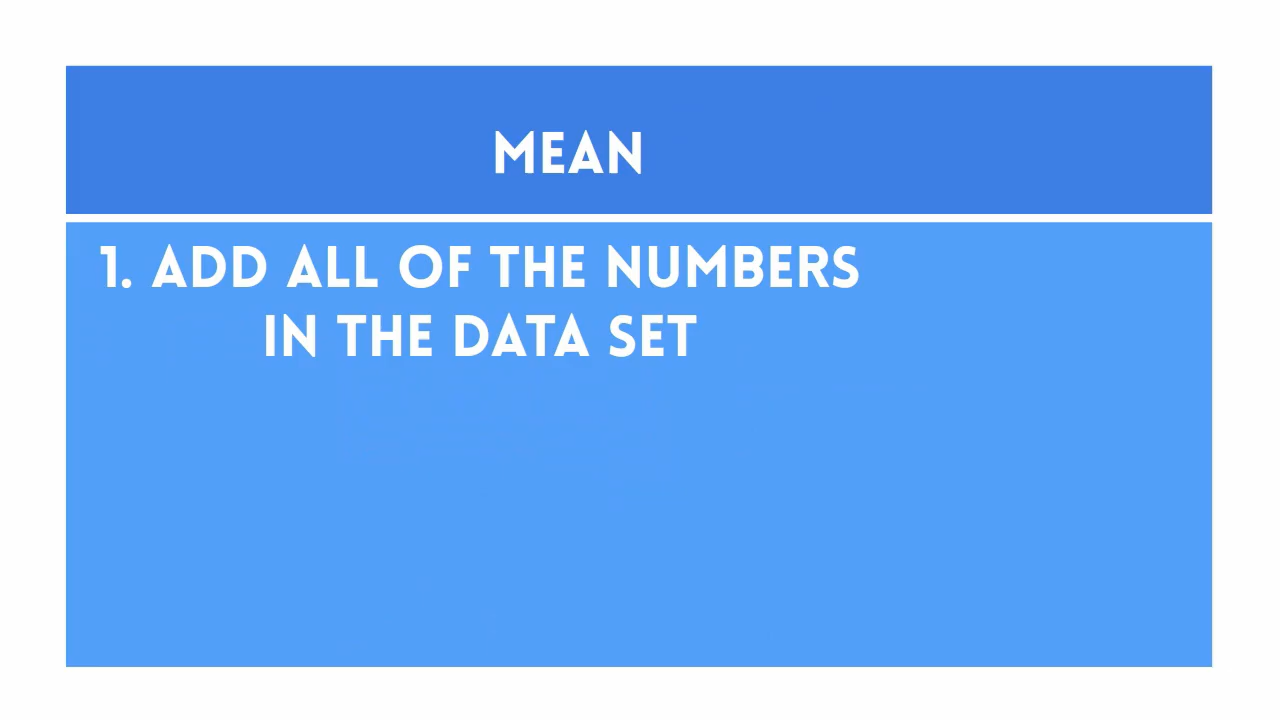 MEAN
1. ADD ALL OF THE NUMBERS
IN THE DATA SET